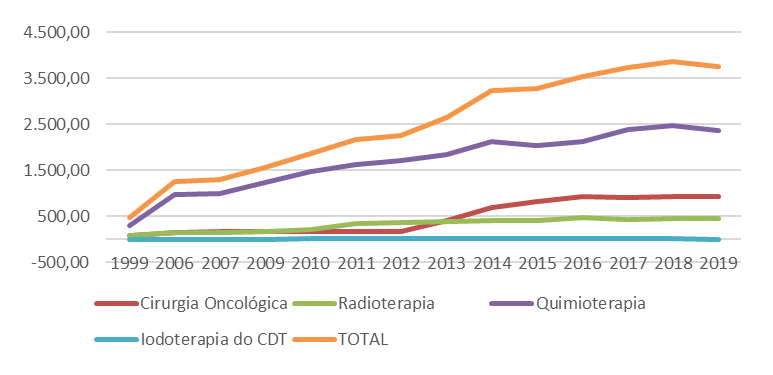 4.500,00
3.500,00
2.500,00
1.500,00
500,00
-500,00
1999 2006 2007 2009 2010 2011 2012 2013 2014 2015 2016 2017 2018 2019
Cirurgia Oncológica Radioterapia Quimioterapia
Iodoterapia do CDT TOTAL